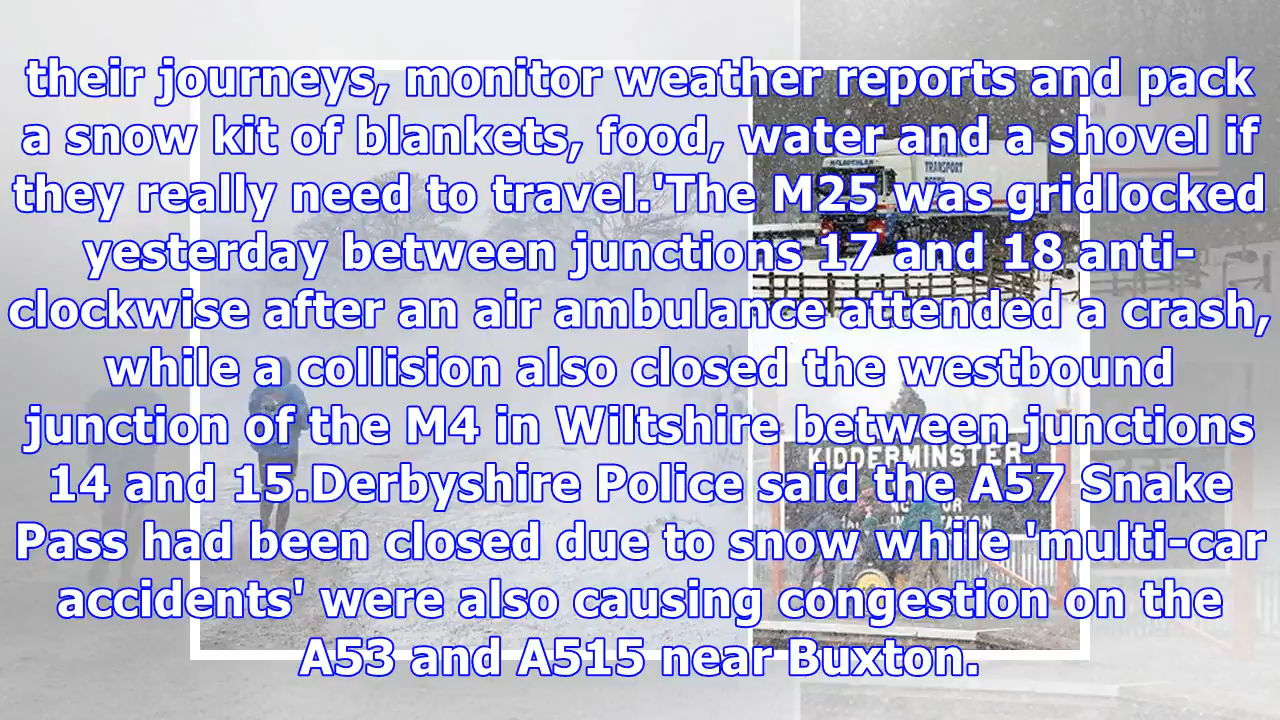 their journeys, monitor weather reports and pack
a snow kit of blankets, food, water and a shovel if
they really need to travel.'The M25 was gridlocked
yesterday between junctions 17 and 18 anti-
clockwise after an air ambulance attended a crash,
while a collision also closed the westbound
junction of the M4 in Wiltshire between junctions
14 and 15.Derbyshire Police said the A57 Snake
Pass had been closed due to snow while 'multi-car
accidents' were also causing congestion on the
A53 and A515 near Buxton.
McLAUGHLAN
TRANSPORT
KIDDERMINSTER